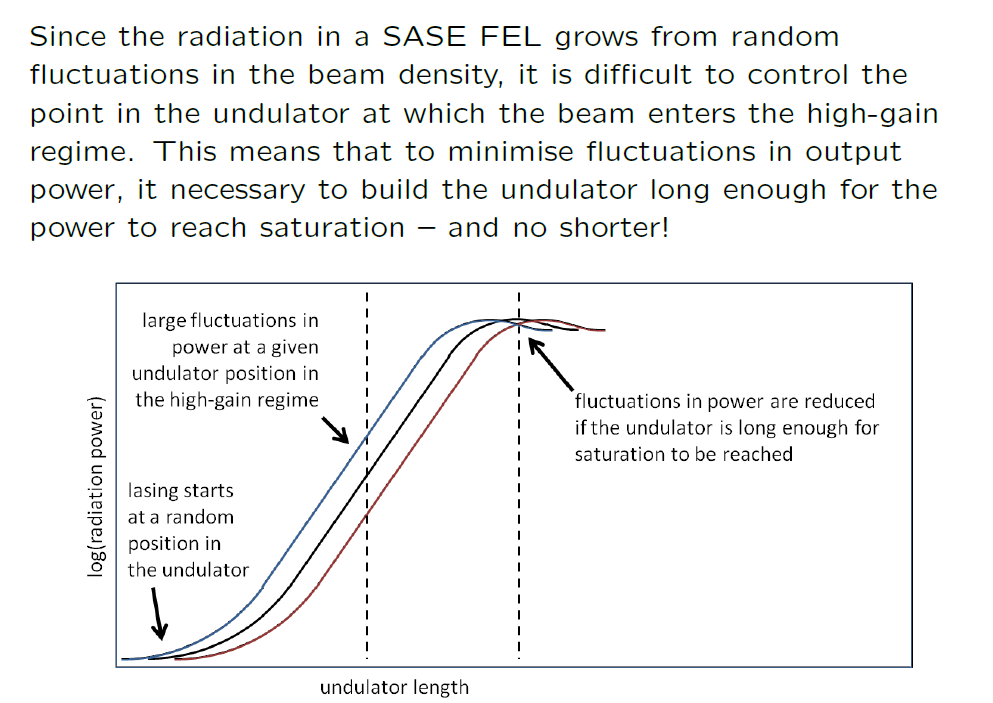 Since the radiation in a SASE FEL grows from random
fluctuations in the beam density, it is difficult to control the
point in the undulator at which the beam enters the high-gain
regime. This means that to minimise fluctuations in output
power, it necessary to build the undulator long enough for the
power to reach saturation – and no shorter!
large fluctuations in
power at a given
undulator position in
the high-gain regime
fluctuations in power are reduced
if the undulator is long enough for
saturation to be reached
lasing starts
at a random
position in
the undulator
log(radiation power)
undulator length